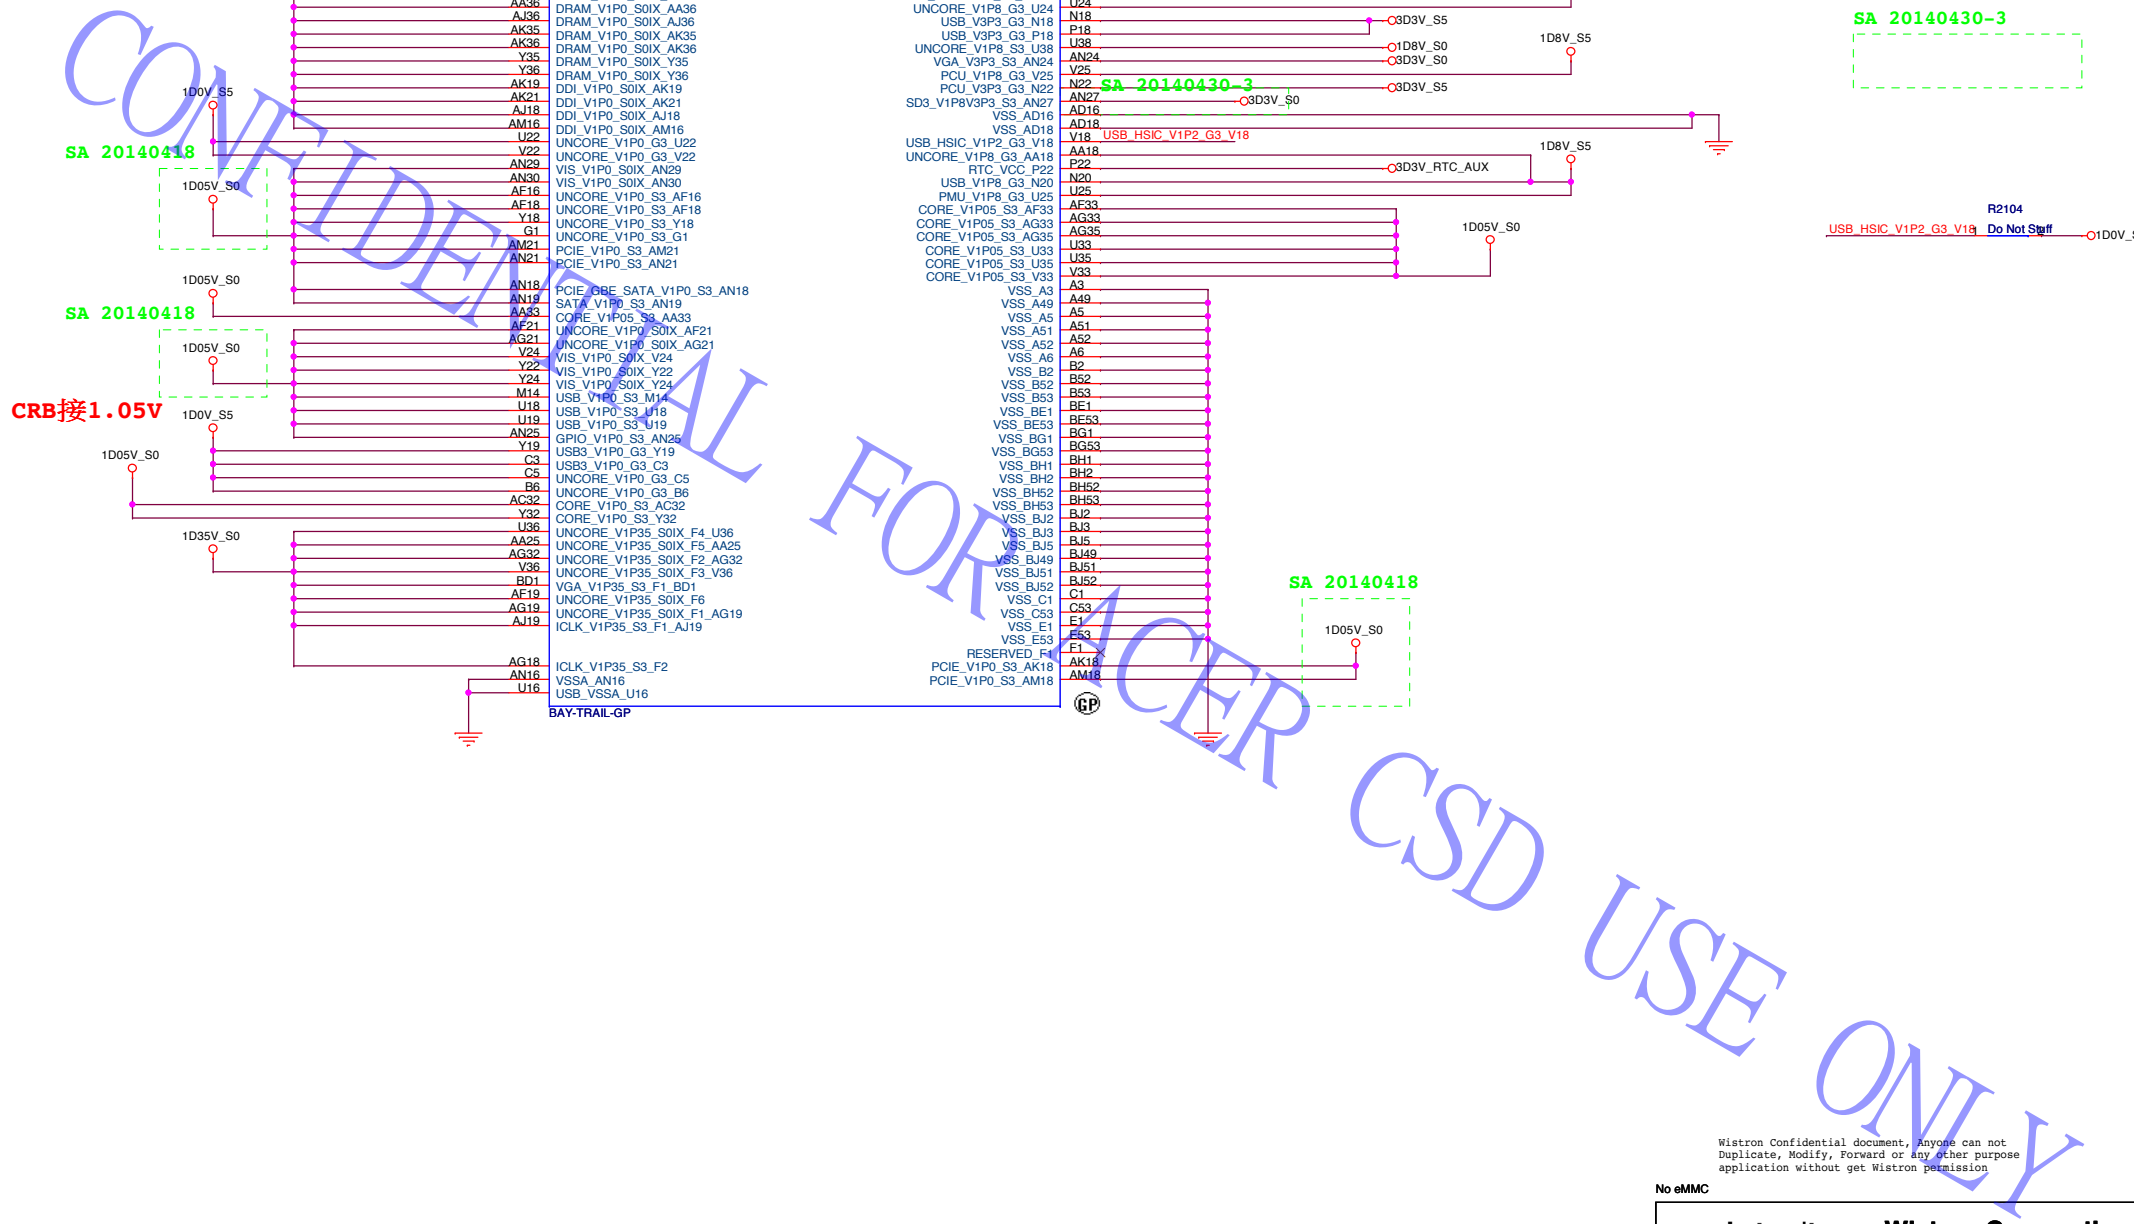 AA36 DRAM_V1P0_S0IX_AA36
AJ36 DRAM_V1P0_S0IX_AJ36
AK35 DRAM_V1P0_S0IX_AK35
AK36 DRAM_V1P0_S0IX_AK36
Y35 DRAM_V1P0_S0IX_Y35
Y36 DRAM_V1P0_S0IX_Y36
AK19 DDI_V1P0_S0IX_AK19
AK21 DDI_V1P0_S0IX_AK21
AJ18 DDI_V1P0_S0IX_AJ18
AM16 DDI_V1P0_S0IX_AM16
1D0V_S5
U22 UNCORE_V1P0_G3_U22
V22 UNCORE_V1P0_G3_V22
SA 20140418
1D05V_S0
AN29 VIS_V1P0_S0IX_AN29
AN30 VIS_V1P0_S0IX_AN30
AF16 UNCORE_V1P0_S3_AF16
AF18 UNCORE_V1P0_S3_AF18
Y18 UNCORE_V1P0_S3_Y18
G1 UNCORE_V1P0_S3_G1
AM21 PCIE_V1P0_S3_AM21
AN21 PCIE_V1P0_S3_AN21
AN18 PCIE_GBE_SATA_V1P0_S3_AN18
AN19 SATA_V1P0_S3_AN19
1D05V_S0
AA33 CORE_V1P05_S3_AA33
SA 20140418
1D05V_S0
AF21 UNCORE_V1P0_S0IX_AF21
AG21 UNCORE_V1P0_S0IX_AG21
V24 VIS_V1P0_S0IX_V24
Y22 VIS_V1P0_S0IX_Y22
Y24 VIS_V1P0_S0IX_Y24
M14 USB_V1P0_S3_M14
U18 USB_V1P0_S3_U18
U19 USB_V1P0_S3_U19
AN25 GPIO_V1P0_S3_AN25
CRB接1.05V
1D0V_S5
Y19 USB3_V1P0_G3_Y19
C3 USB3_V1P0_G3_C3
C5 UNCORE_V1P0_G3_C5
B6 UNCORE_V1P0_G3_B6
1D05V_S0
AC32 CORE_V1P0_S3_AC32
Y32 CORE_V1P0_S3_Y32
1D35V_S0
U36 UNCORE_V1P35_S0IX_F4_U36
AA25 UNCORE_V1P35_S0IX_F5_AA25
AG32 UNCORE_V1P35_S0IX_F2_AG32
V36 UNCORE_V1P35_S0IX_F3_V36
BD1 VGA_V1P35_S3_F1_BD1
AF19 UNCORE_V1P35_S0IX_F6
AG19 UNCORE_V1P35_S0IX_F1_AG19
AJ19 ICLK_V1P35_S3_F1_AJ19
AG18 ICLK_V1P35_S3_F2
AN16 VSSA_AN16
U16 USB_VSSA_U16
BAY-TRAIL-GP
UNCORE_V1P8_G3_U24 U24
USB_V3P3_G3_N18 N18 3D3V_S5
USB_V3P3_G3_P18 P18
UNCORE_V1P8_S3_U38 U38 1D8V_S0
VGA_V3P3_S3_AN24 AN24 3D3V_S0
PCU_V1P8_G3_V25 V25 1D8V_S5
PCU_V3P3_G3_N22 N22 3D3V_S5
SA 20140430-3
SD3_V1P8V3P3_S3_AN27 AN27 3D3V_S0
VSS_AD16 AD16
VSS_AD18 AD18
USB_HSIC_V1P2_G3_V18 V18 USB_HSIC_V1P2_G3_V18
UNCORE_V1P8_G3_AA18 AA18 1D8V_S5
RTC_VCC_P22 P22 3D3V_RTC_AUX
USB_V1P8_G3_N20 N20
PMU_V1P8_G3_U25 U25
CORE_V1P05_S3_AF33 AF33
CORE_V1P05_S3_AG33 AG33
CORE_V1P05_S3_AG35 AG35 1D05V_S0
CORE_V1P05_S3_U33 U33
CORE_V1P05_S3_U35 U35
CORE_V1P05_S3_V33 V33
VSS_A3 A3
VSS_A49 A49
VSS_A5 A5
VSS_A51 A51
VSS_A52 A52
VSS_A6 A6
VSS_B2 B2
VSS_B52 B52
VSS_B53 B53
VSS_BE1 BE1
VSS_BE53 BE53
VSS_BG1 BG1
VSS_BG53 BG53
VSS_BH1 BH1
VSS_BH2 BH2
VSS_BH52 BH52
VSS_BH53 BH53
VSS_BJ2 BJ2
VSS_BJ3 BJ3
VSS_BJ5 BJ5
VSS_BJ49 BJ49
VSS_BJ51 BJ51
VSS_BJ52 BJ52
VSS_C1 C1
VSS_C53 C53
VSS_E1 E1
VSS_E53 E53
RESERVED_F1 F1
PCIE_V1P0_S3_AK18 AK18
PCIE_V1P0_S3_AM18 AM18
GP
SA 20140418
1D05V_S0
SA 20140430-3
R2104
USB_HSIC_V1P2_G3_V18 1 Do Not Stuff 2
CONFIDENTIAL FOR ACER CSD USE ONLY
Wistron Confidential document, Anyone can not
Duplicate, Modify, Forward or any other purpose
application without get Wistron permission
No eMMC